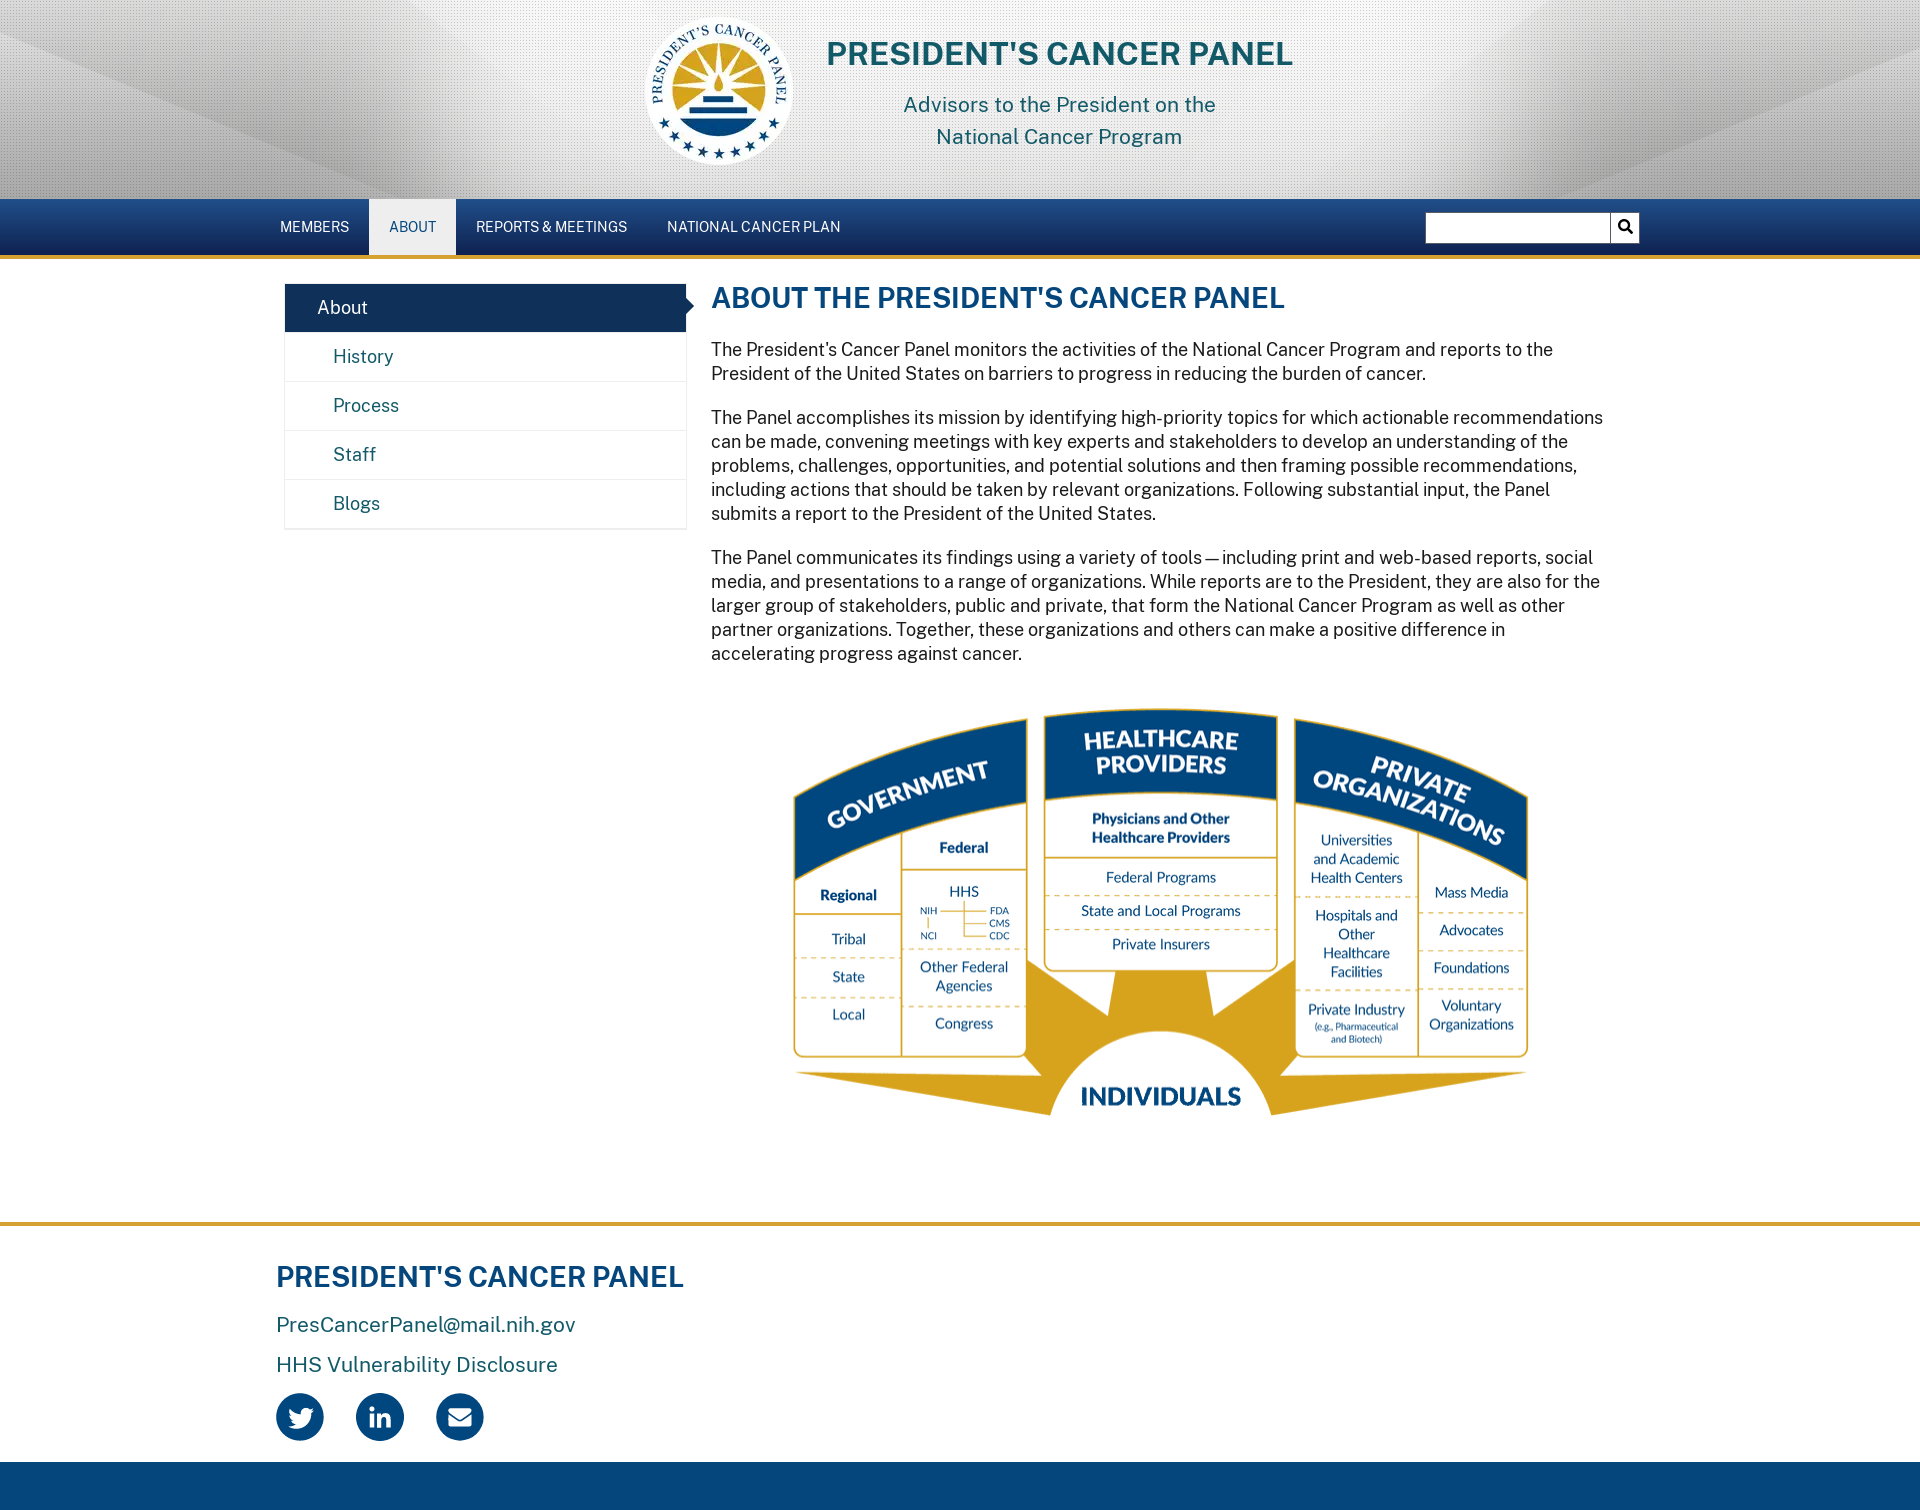 PRESIDENT'S CANCER PANEL
PRESIDENT'S CANCER PANEL
Advisors to the President on the
National Cancer Program
MEMBERS
ABOUT
REPORTS & MEETINGS
NATIONAL CANCER PLAN
About
History
Process
Staff
Blogs
ABOUT THE PRESIDENT'S CANCER PANEL
The President's Cancer Panel monitors the activities of the National Cancer Program and reports to the
President of the United States on barriers to progress in reducing the burden of cancer.
The Panel accomplishes its mission by identifying high-priority topics for which actionable recommendations
can be made, convening meetings with key experts and stakeholders to develop an understanding of the
problems, challenges, opportunities, and potential solutions and then framing possible recommendations,
including actions that should be taken by relevant organizations. Following substantial input, the Panel
submits a report to the President of the United States.
The Panel communicates its findings using a variety of tools—including print and web-based reports, social
media, and presentations to a range of organizations. While reports are to the President, they are also for the
larger group of stakeholders, public and private, that form the National Cancer Program as well as other
partner organizations. Together, these organizations and others can make a positive difference in
accelerating progress against cancer.
GOVERNMENT
Regional
Tribal
State
Local
Federal
HHS
NIH
NCI
FDA
CMS
CDC
Other Federal
Agencies
Congress
HEALTHCARE
PROVIDERS
Physicians and Other
Healthcare Providers
Federal Programs
State and Local Programs
Private Insurers
PRIVATE
ORGANIZATIONS
Universities
and Academic
Health Centers
Hospitals and
Other
Healthcare
Facilities
Private Industry
(e.g., Pharmaceutical
and Biotech)
Mass Media
Advocates
Foundations
Voluntary
Organizations
INDIVIDUALS
PRESIDENT'S CANCER PANEL
PresCancerPanel@mail.nih.gov
HHS Vulnerability Disclosure
in